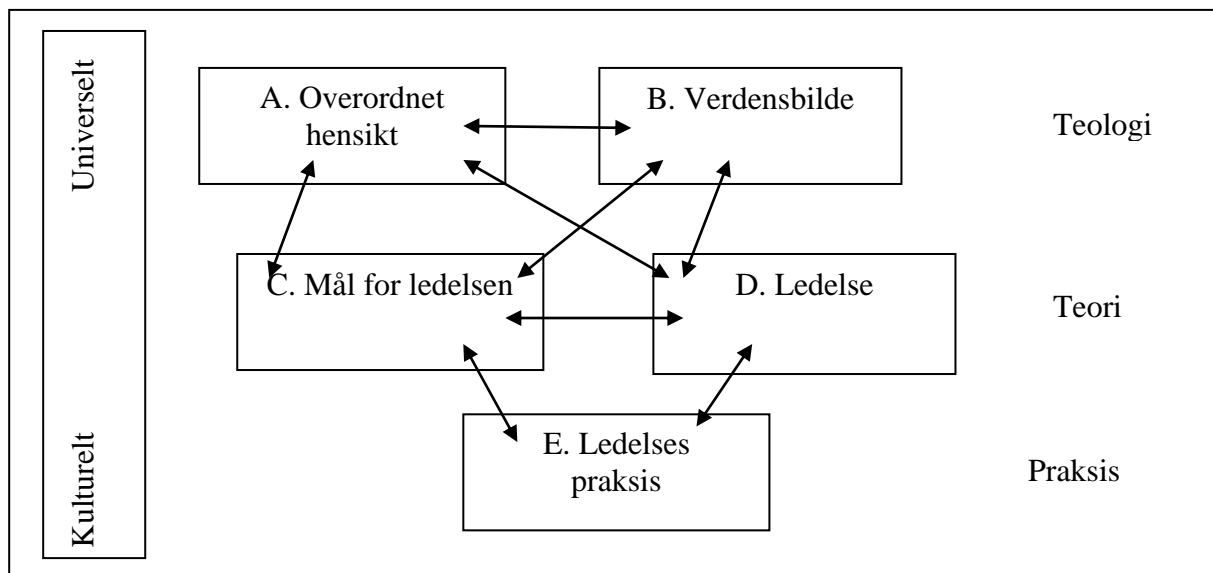 Universelt
A. Overordnet
hensikt
B. Verdensbilde
Teologi
C. Mål for ledelsen
D. Ledelse
Teori
Kulturelt
E. Ledelses
praksis
Praksis